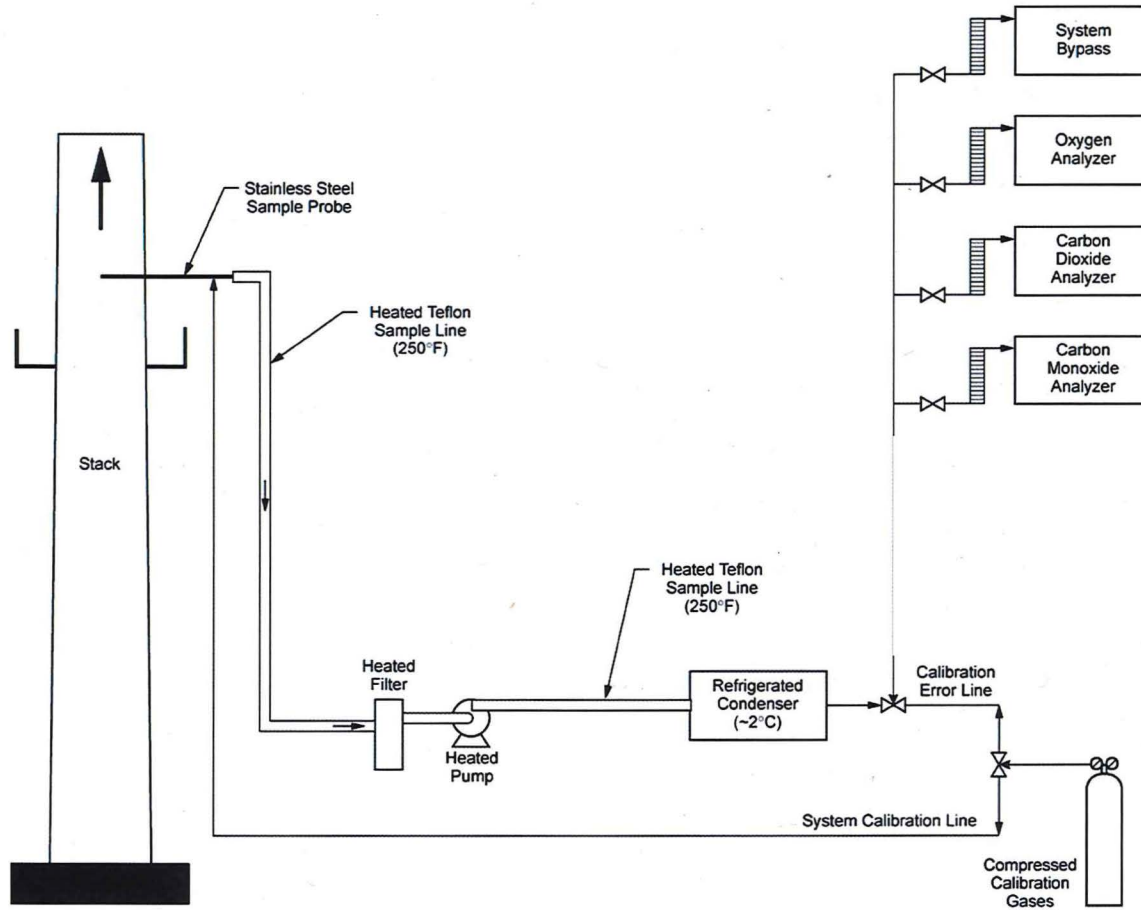 System
Bypass
Oxygen
Analyzer
Carbon
Dioxide
Analyzer
Carbon
Monoxide
Analyzer
Stainless Steel
Sample Probe
Heated Teflon
Sample Line
(250°F)
Stack
Heated Teflon
Sample Line
(250°F)
Heated
Filter
Heated
Pump
Refrigerated
Condenser
(~2°C)
Calibration
Error Line
System Calibration Line
Compressed
Calibration
Gases